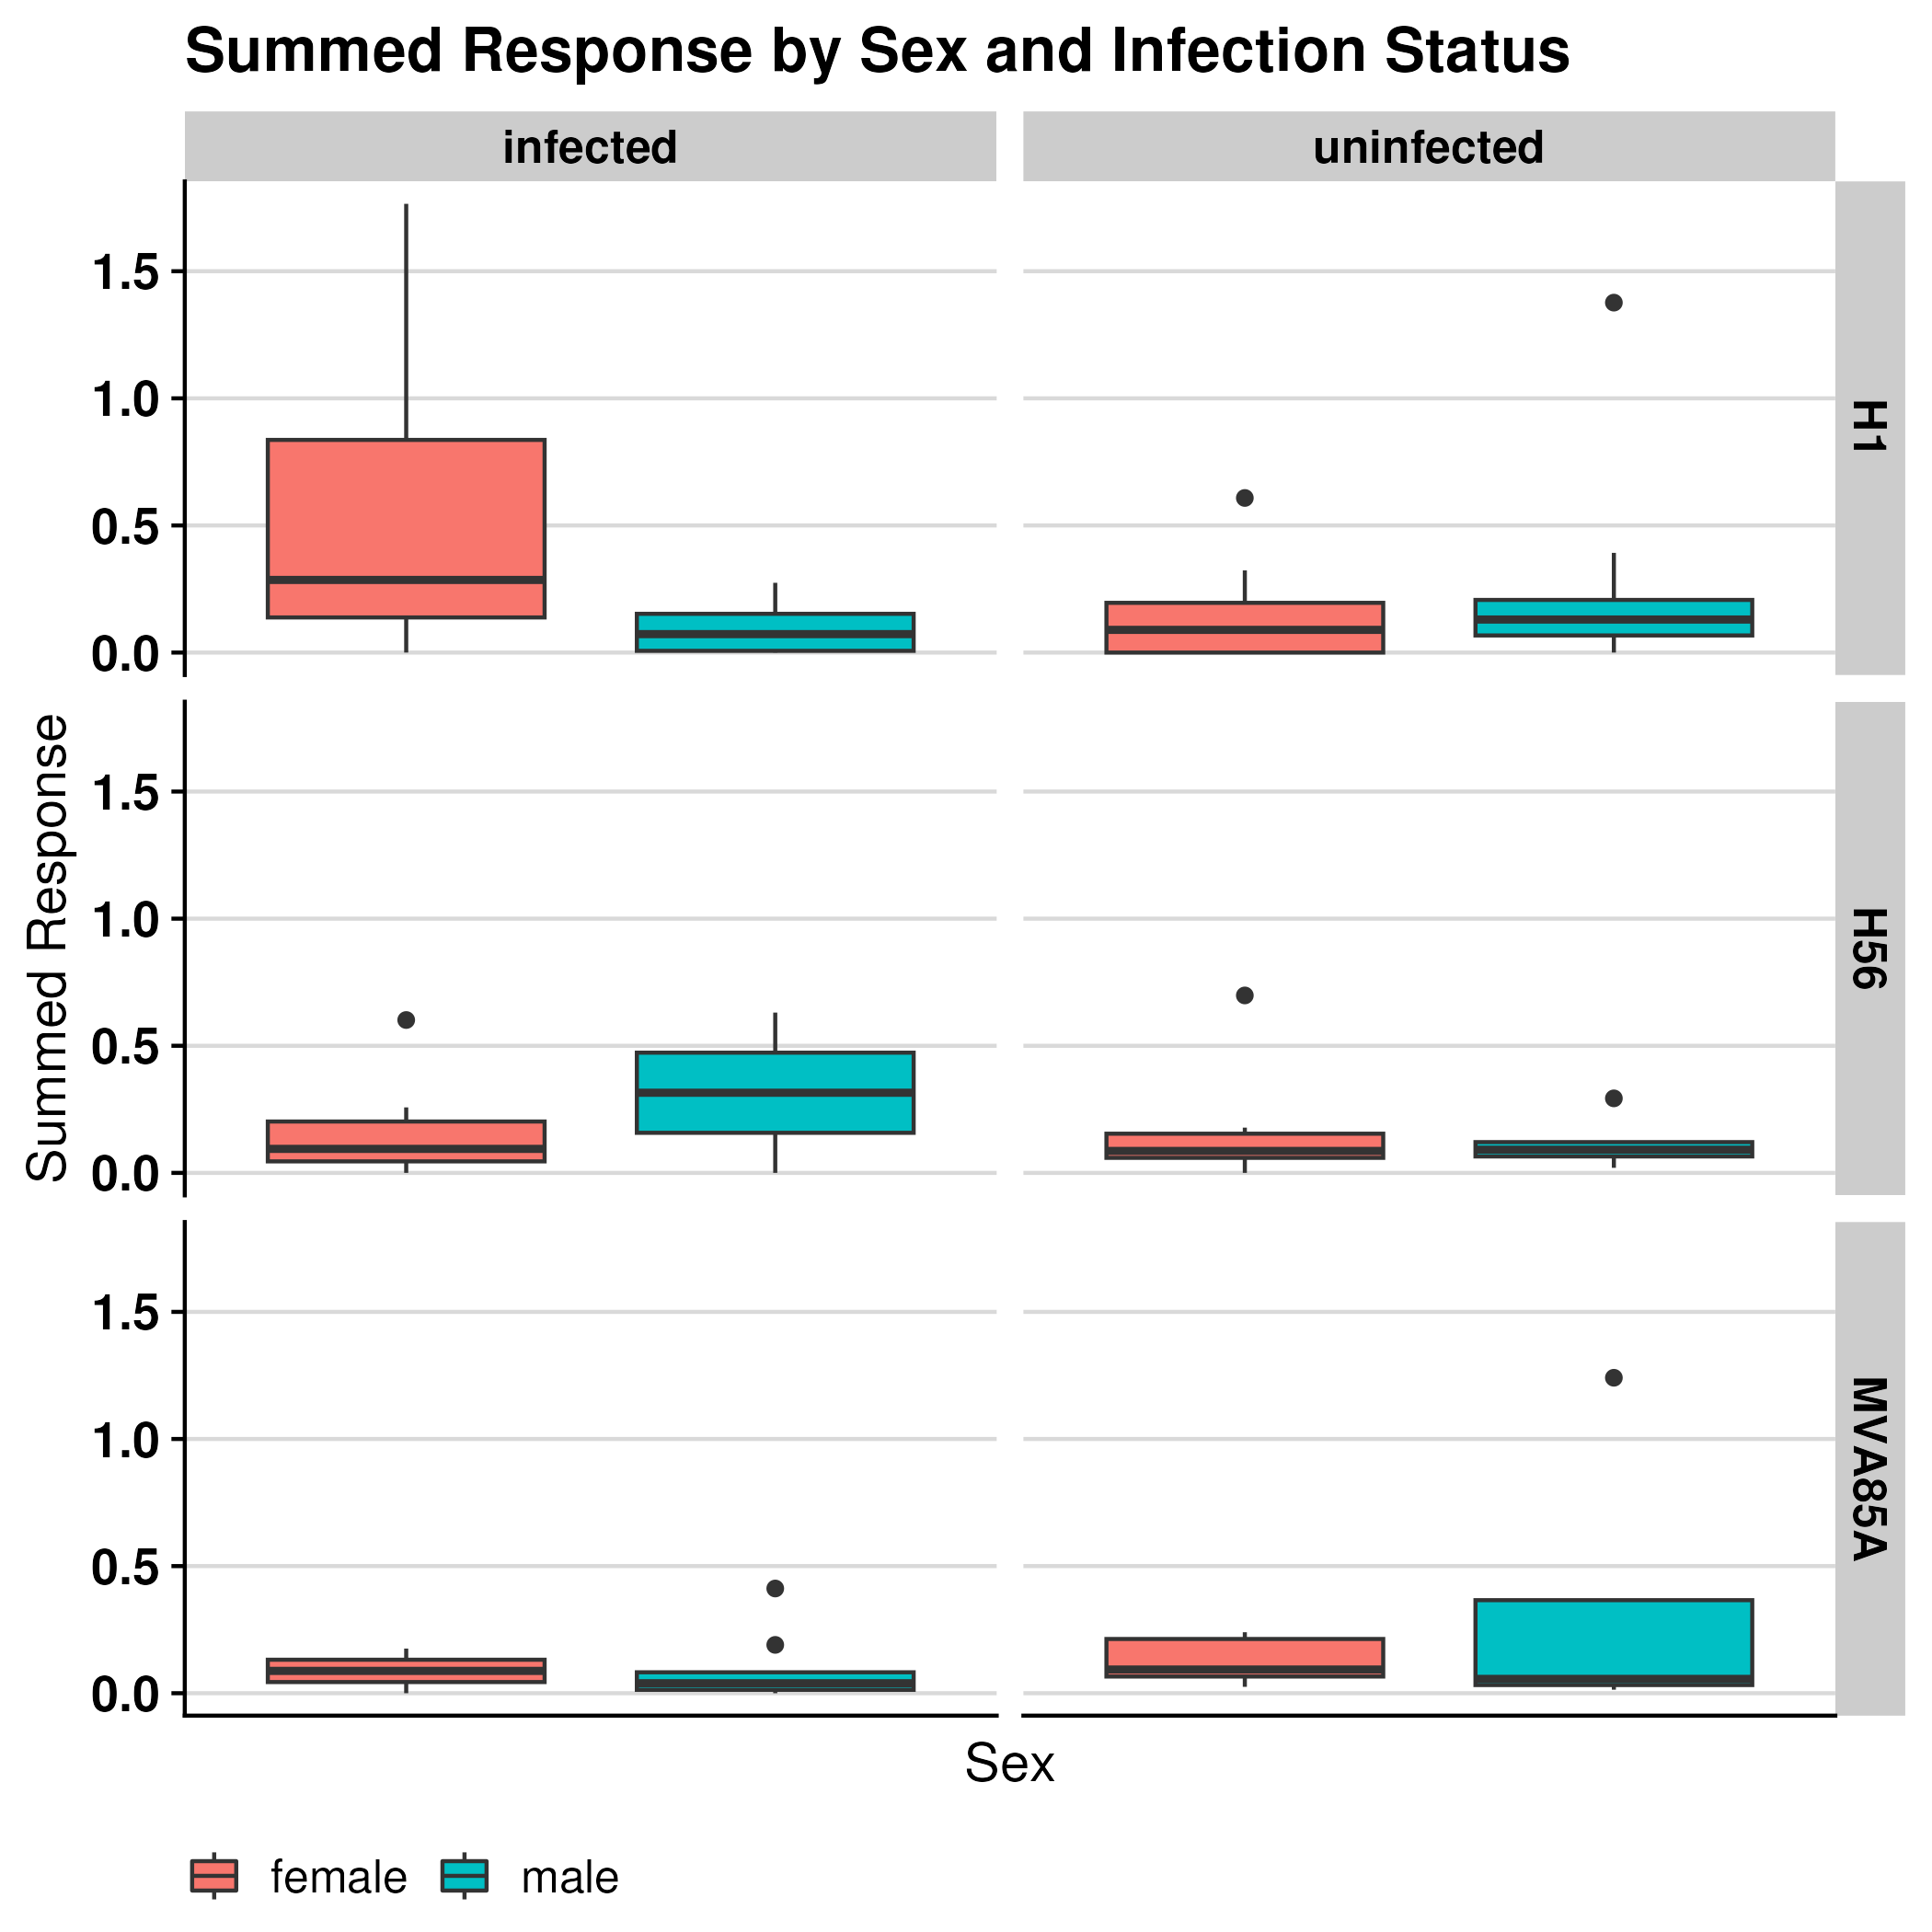 Summed Response by Sex and Infection Status
infected
uninfected
1.5
1.0
0.5
0.0
H1
Summed Response
1.5
1.0
0.5
0.0
H56
1.5
1.0
0.5
0.0
MVA85A
Sex
female
male